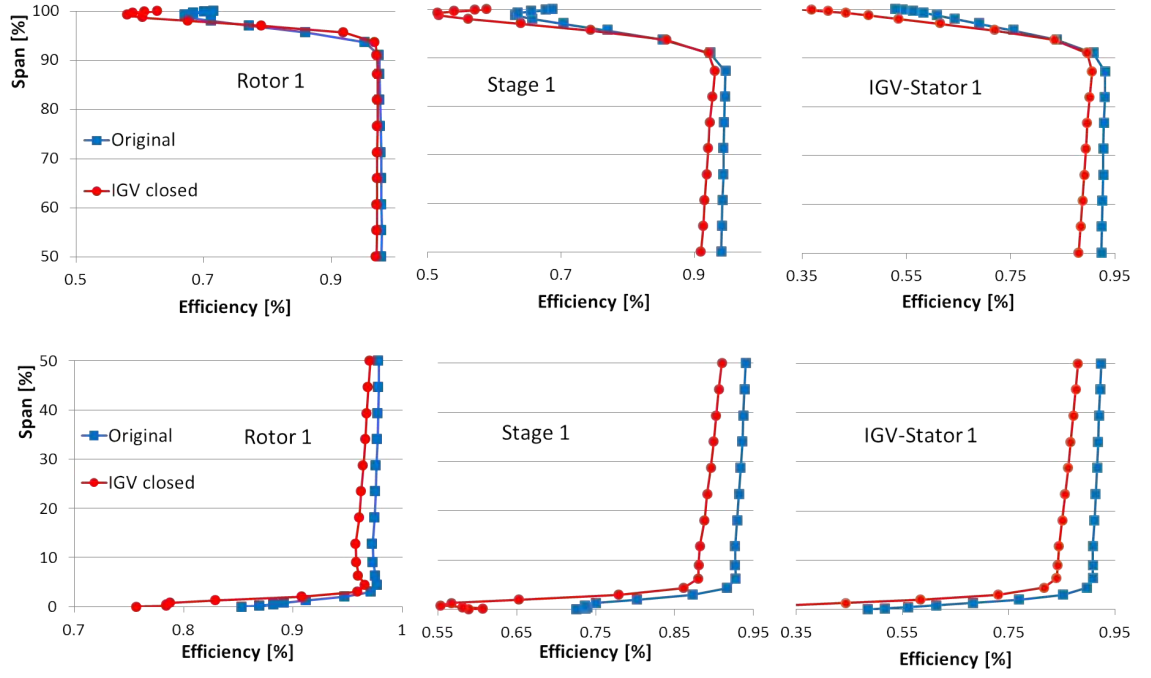 100
90
80
70
60
50
Span [%]
Rotor 1
Original
IGV closed
0.5 0.7 0.9
Efficiency [%]
Stage 1
0.5 0.7 0.9
Efficiency [%]
IGV-Stator 1
0.35 0.55 0.75 0.95
Efficiency [%]
50
40
30
20
10
0
Span [%]
Rotor 1
Original
IGV closed
0.7 0.8 0.9 1
Efficiency [%]
Stage 1
0.55 0.65 0.75 0.85 0.95
Efficiency [%]
IGV-Stator 1
0.35 0.55 0.75 0.95
Efficiency [%]